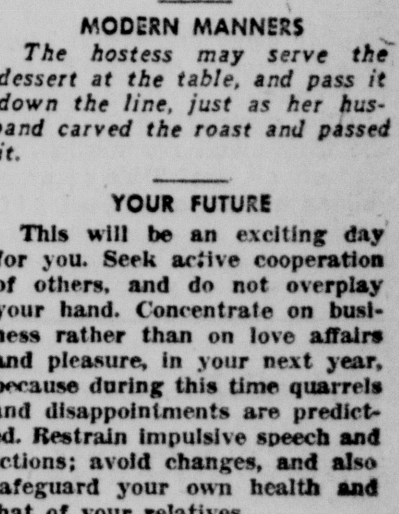 MODERN MANNERS
The hostess may serve the
dessert at the table, and pass it
down the line, just as her hus-
band carved the roast and passed
it.
YOUR FUTURE
This will be an exciting day
for you. Seek active cooperation
of others, and do not overplay
your hand. Concentrate on busi-
ness rather than on love affairs
and pleasure, in your next year,
because during this time quarrels
and disappointments are predict-
ed. Restrain impulsive speech and
actions; avoid changes, and also
safeguard your own health and
that of your relatives